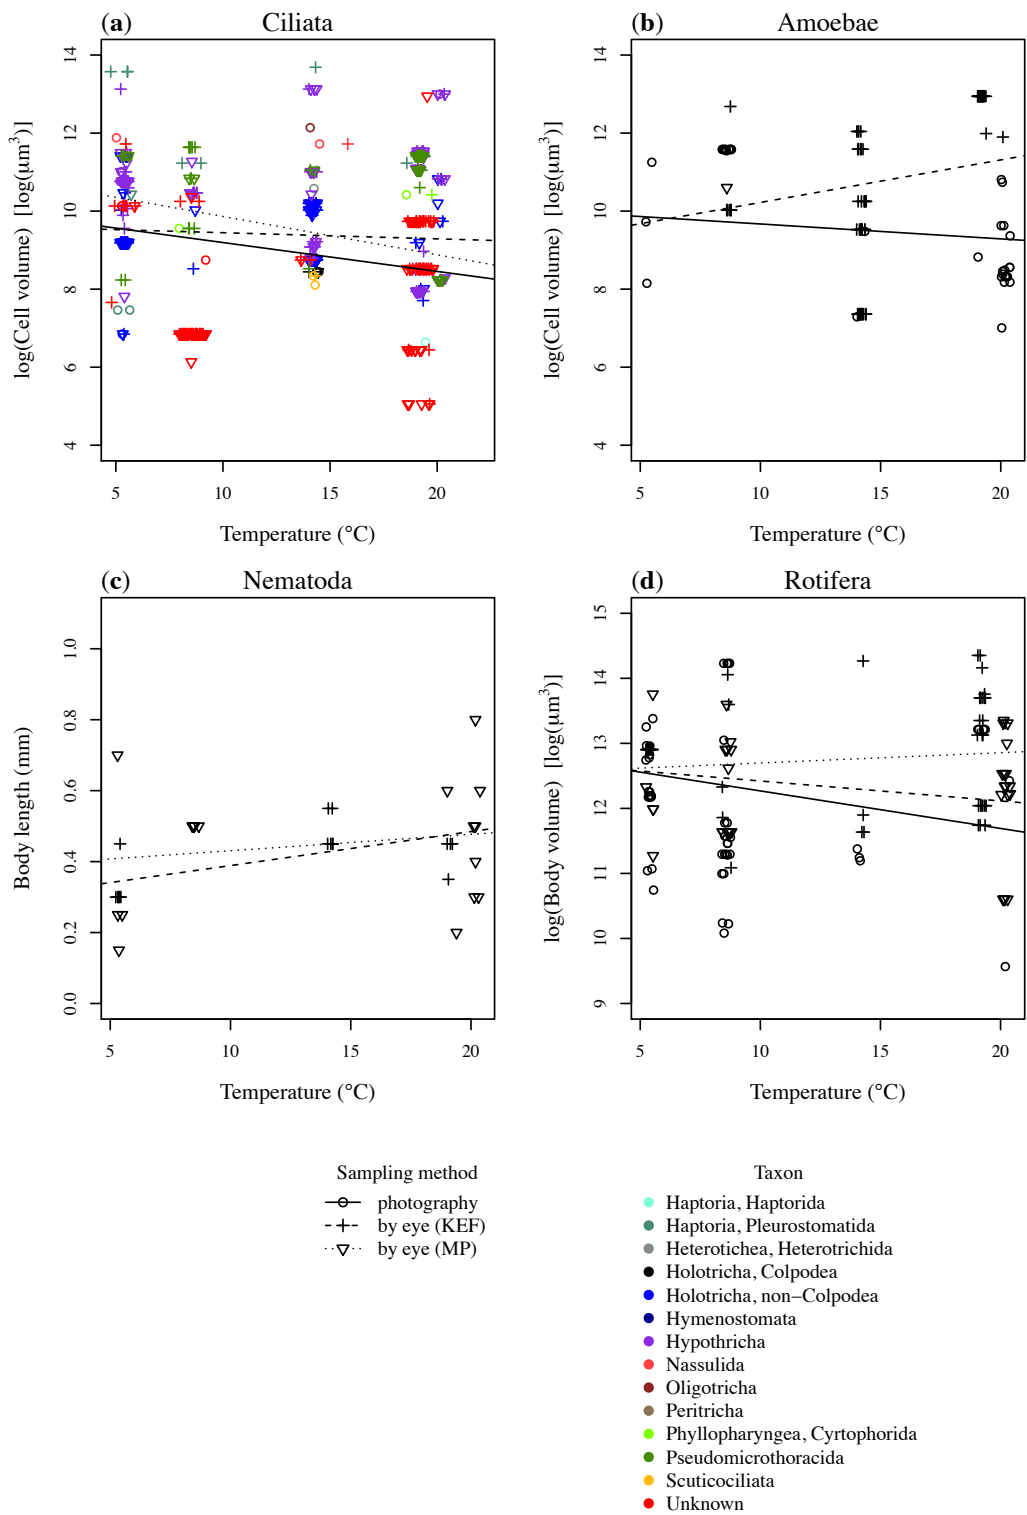 (a) Ciliata
log(Cell volume) [log(μm³)]
14
12
10
8
6
4
5 10 15 20
Temperature (°C)
(b) Amoebae
log(Cell volume) [log(μm³)]
14
12
10
8
6
4
5 10 15 20
Temperature (°C)
(c) Nematoda
Body length (mm)
1.0
0.8
0.6
0.4
0.2
0.0
5 10 15 20
Temperature (°C)
(d) Rotifera
log(Body volume) [log(μm³)]
15
14
13
12
11
10
9
5 10 15 20
Temperature (°C)
Sampling method
photography
by eye (KEF)
by eye (MP)
Taxon
Haptoria, Haptorida
Haptoria, Pleurostomatida
Heterotichea, Heterotrichida
Holotricha, Colpodea
Holotricha, non−Colpodea
Hymenostomata
Hypothricha
Nassulida
Oligotricha
Peritricha
Phyllopharyngea, Cyrtophorida
Pseudomicrothoracida
Scuticociliata
Unknown